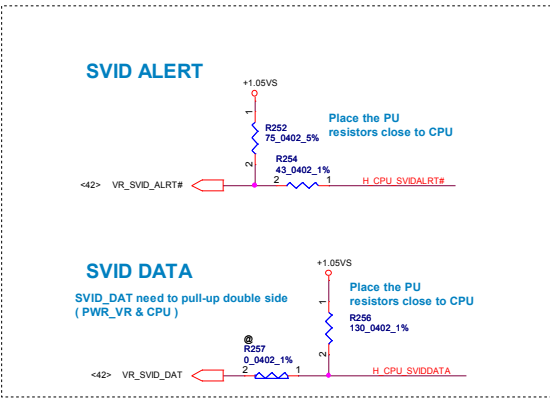 SVID ALERT
+1.05VS
1
R252
75_0402_5%
2
Place the PU
resistors close to CPU
R254
43_0402_1%
<42> VR_SVID_ALRT#
2 1
H_CPU_SVIDALRT#
SVID DATA
SVID_DAT need to pull-up double side
( PWR_VR & CPU )
+1.05VS
Place the PU
resistors close to CPU
1
R256
130_0402_1%
2
@
R257
0_0402_1%
<42> VR_SVID_DAT
2 1
H_CPU_SVIDDATA